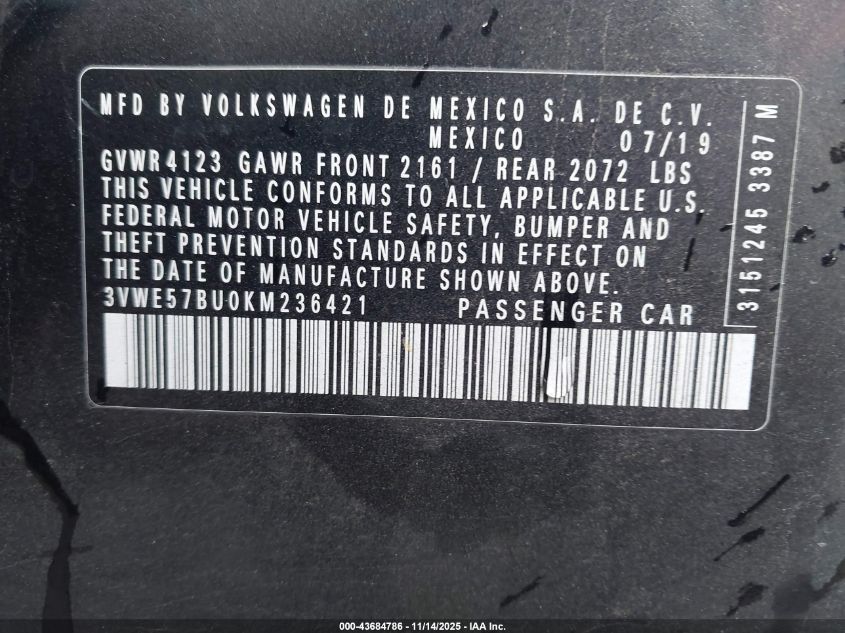 MFD BY VOLKSWAGEN DE MEXICO S.A. DE C.V.
MEXICO 07/19
GVWR 4123 GAWR FRONT 2161 / REAR 2072 LBS
THIS VEHICLE CONFORMS TO ALL APPLICABLE U.S.
FEDERAL MOTOR VEHICLE SAFETY, BUMPER AND
THEFT PREVENTION STANDARDS IN EFFECT ON
THE DATE OF MANUFACTURE SHOWN ABOVE.
3VWE57BU0KM236421 PASSENGER CAR
3151245 3387 M
000-43684786 - 11/14/2025 - IAA Inc.